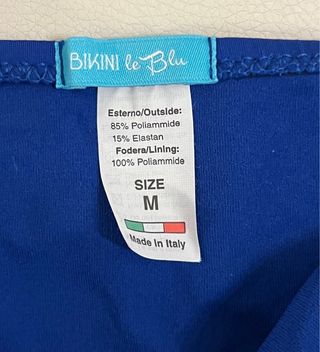 BIKINI le Blu
Esterno/Outside:
85% Poliammide
15% Elastan
Fodera/Lining:
100% Poliammide
SIZE
M
Made in Italy